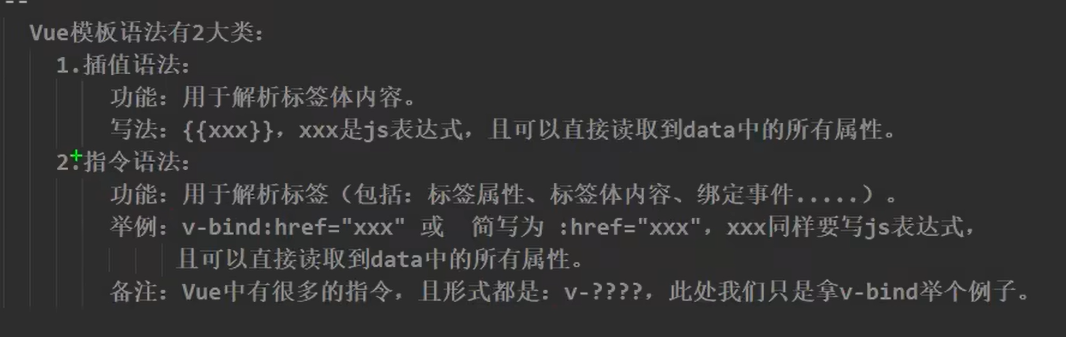 --
Vue模板语法有2大类：
1.插值语法：
功能：用于解析标签体内容。
写法：{{xxx}}，xxx是js表达式，且可以直接读取到data中的所有属性。
2.指令语法：
功能：用于解析标签（包括：标签属性、标签体内容、绑定事件.....）。
举例：v-bind:href="xxx" 或  简写为 :href="xxx"，xxx同样要写js表达式，
且可以直接读取到data中的所有属性。
备注：Vue中有很多的指令，且形式都是：v-????，此处我们只是拿v-bind举个例子。